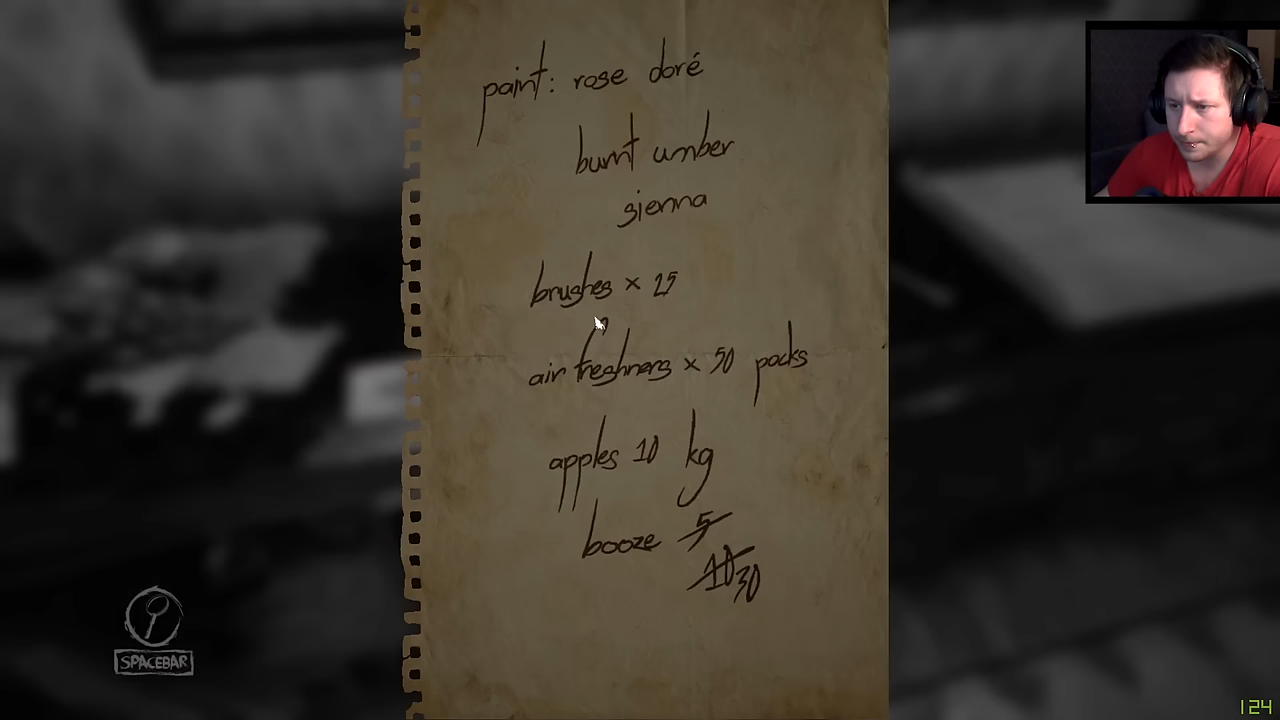 paint: rose doré
burnt umber
sienna
brushes × 25
air freshners × 50 packs
apples 10 kg
booze 5
10 30
SPACEBAR
124